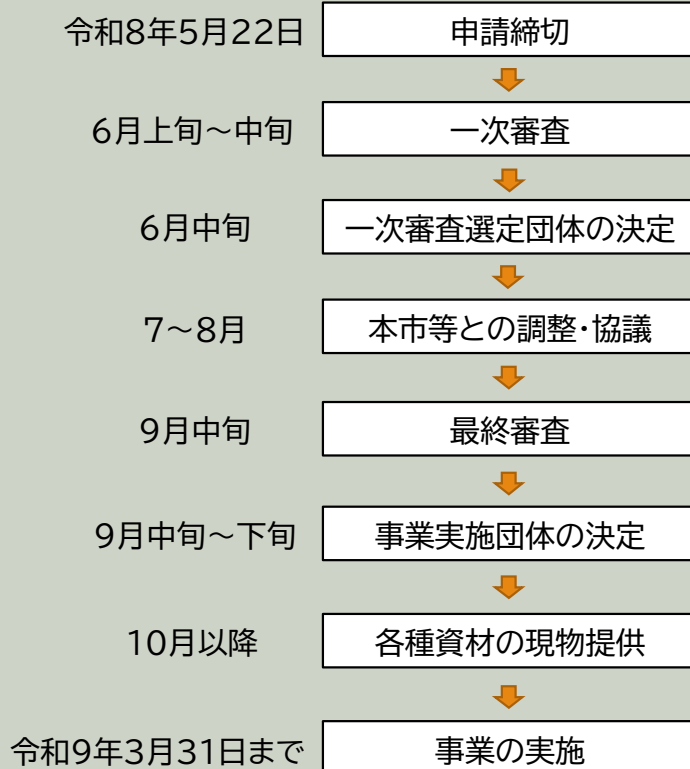 令和8年5月22日 申請締切
6月上旬～中旬 一次審査
6月中旬 一次審査選定団体の決定
7～8月 本市等との調整・協議
9月中旬 最終審査
9月中旬～下旬 事業実施団体の決定
10月以降 各種資材の現物提供
令和9年3月31日まで 事業の実施